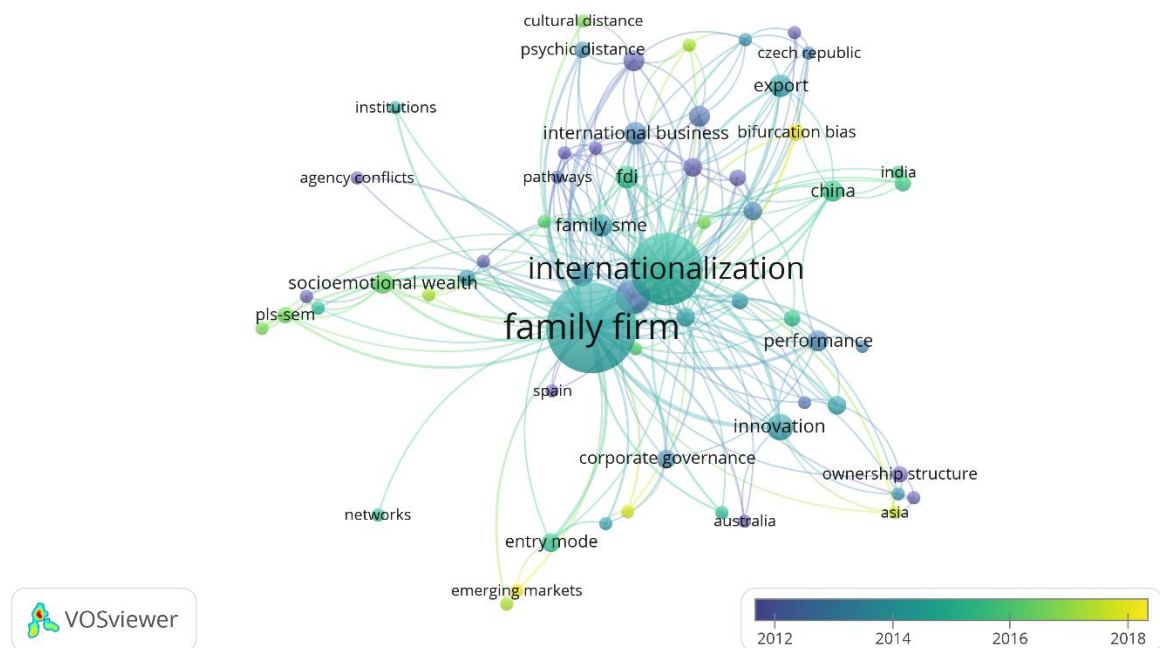 cultural distance
psychic distance
czech republic
export
institutions
international business
bifurcation bias
agency conflicts
pathways
fdi
china
india
family sme
internationalization
socioemotional wealth
pls-sem
family firm
performance
spain
innovation
corporate governance
ownership structure
networks
australia
asia
entry mode
emerging markets
VOSviewer
2012
2014
2016
2018